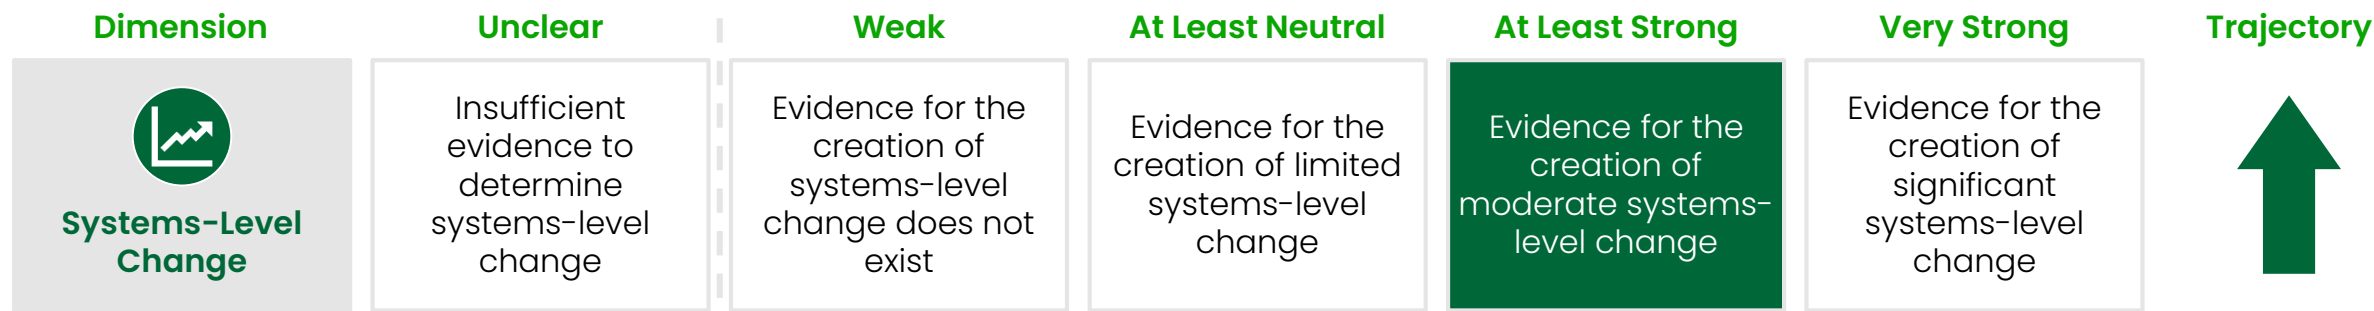 Dimension
Unclear
Weak
At Least Neutral
At Least Strong
Very Strong
Trajectory
Systems-Level
Change
Insufficient
evidence to
determine
systems-level
change
Evidence for the
creation of
systems-level
change does not
exist
Evidence for the
creation of limited
systems-level
change
Evidence for the
creation of
moderate systems-
level change
Evidence for the
creation of
significant
systems-level
change